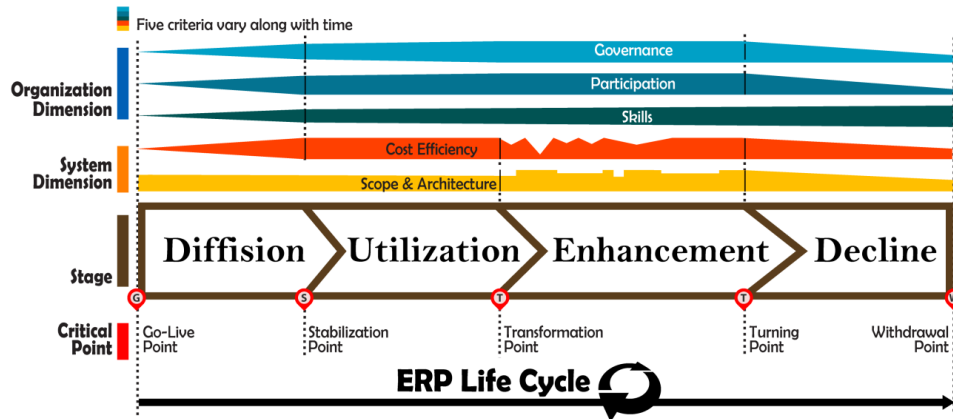 Five criteria vary along with time
Organization
Dimension
Governance
Participation
Skills
System
Dimension
Cost Efficiency
Scope & Architecture
Stage
Diffision
Utilization
Enhancement
Decline
G
S
T
T
W
Critical
Point
Go-Live
Point
Stabilization
Point
Transformation
Point
Turning
Point
Withdrawal
Point
ERP Life Cycle